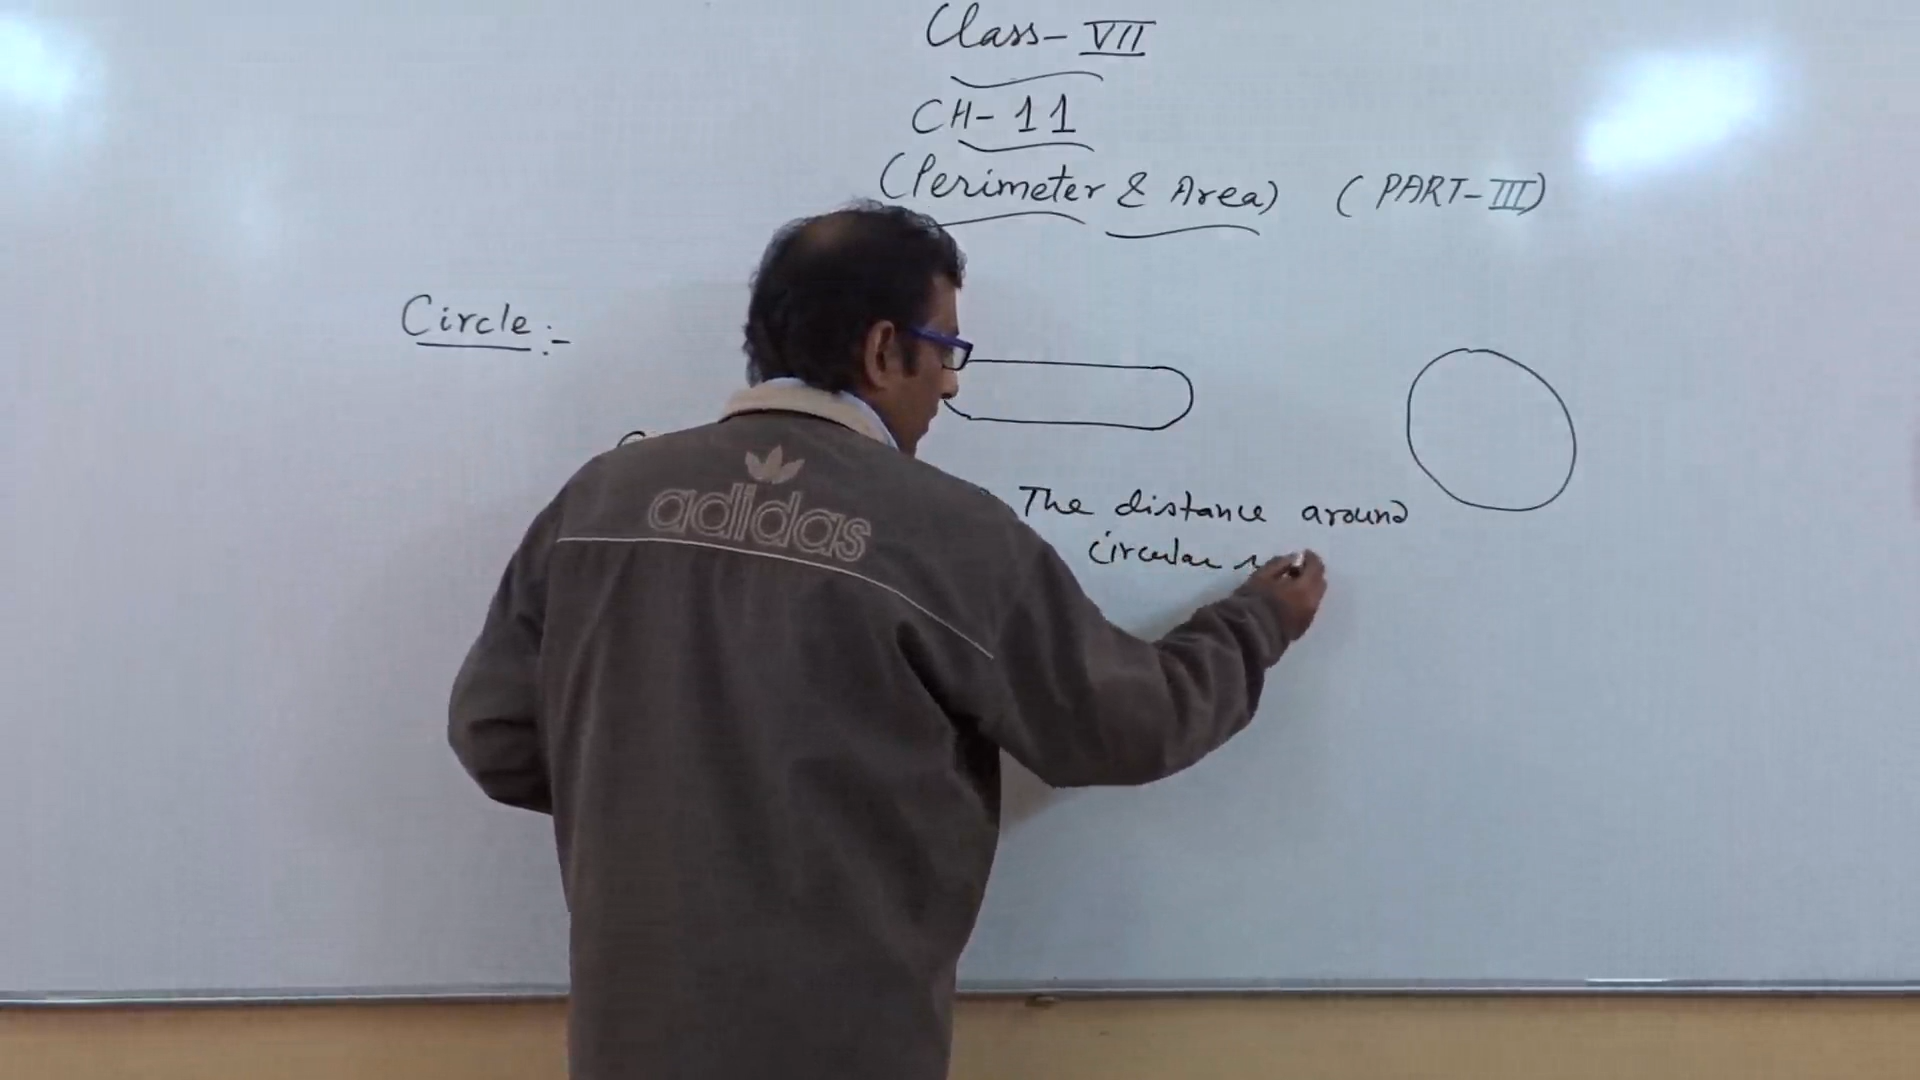 Class-VII
CH-11
(Perimeter & Area) (PART-III)
Circle:-
adidas
The distance around
circular